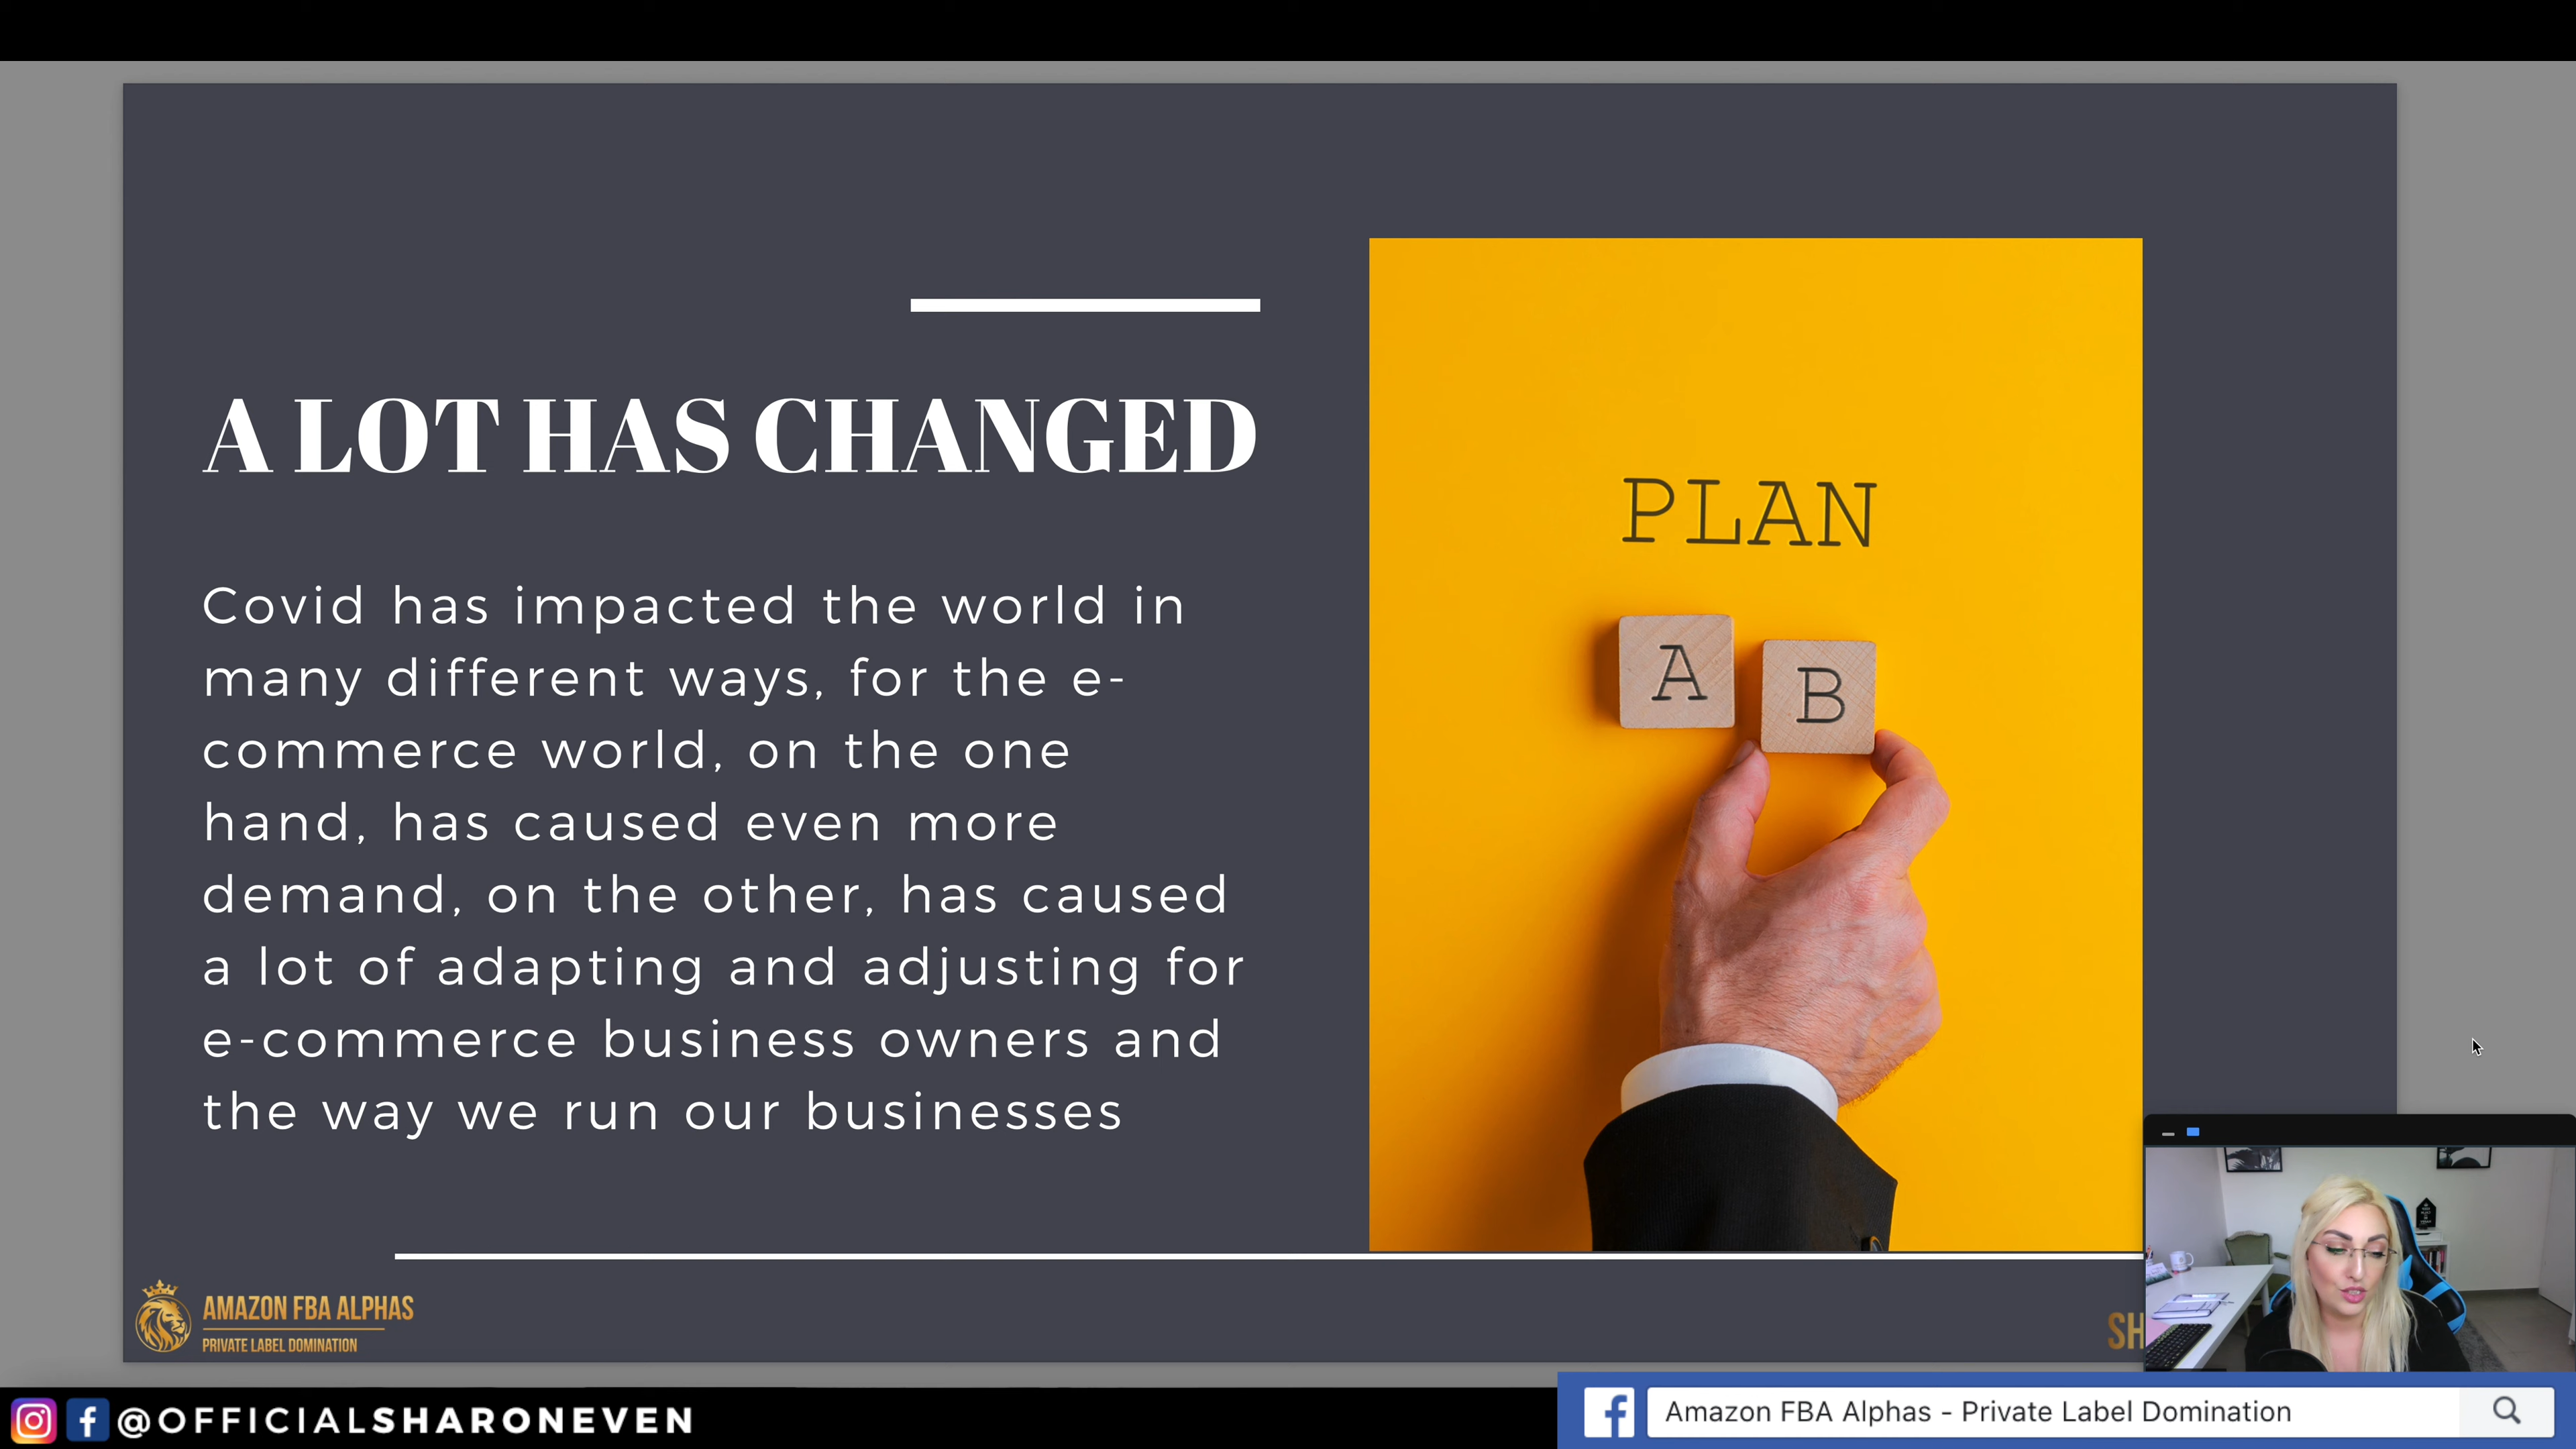 A LOT HAS CHANGED
Covid has impacted the world in
many different ways, for the e-
commerce world, on the one
hand, has caused even more
demand, on the other, has caused
a lot of adapting and adjusting for
e-commerce business owners and
the way we run our businesses
PLAN
A B
AMAZON FBA ALPHAS
PRIVATE LABEL DOMINATION
SH
@OFFICIALSHARONEVEN
Amazon FBA Alphas - Private Label Domination